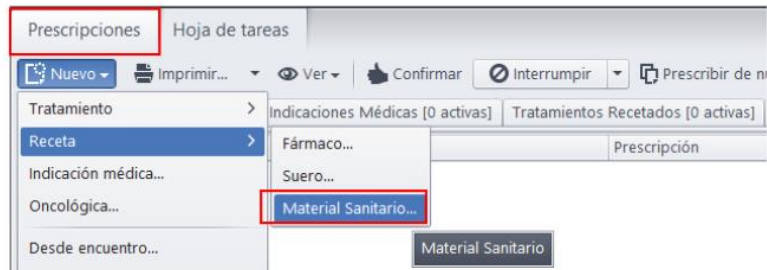 Prescripciones Hoja de tareas
Nuevo Imprimir... Ver Confirmar Interrumpir Prescribir de nu
Tratamiento Indicaciones Médicas [0 activas] Tratamientos Recetados [0 activas]
Receta Fármaco... Prescripción
Indicación médica... Suero...
Oncológica... Material Sanitario...
Desde encuentro... Material Sanitario